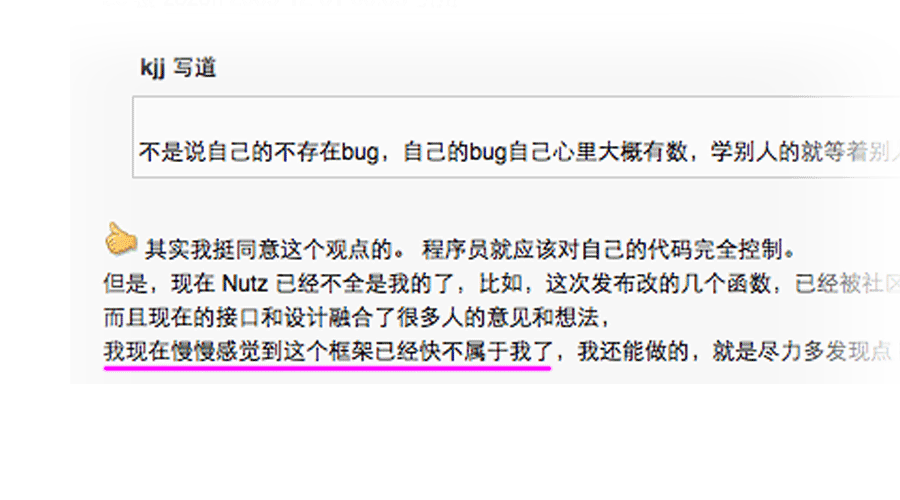 kjj 写道
不是说自己的不存在bug，自己的bug自己心里大概有数，学别人的就等着别人
其实我挺同意这个观点的。 程序员就应该对自己的代码完全控制。
但是，现在 Nutz 已经不全是我的了，比如，这次发布改的几个函数，已经被社区
而且现在的接口和设计融合了很多人的意见和想法，
我现在慢慢感觉到这个框架已经快不属于我了，我还能做的，就是尽力多发现点